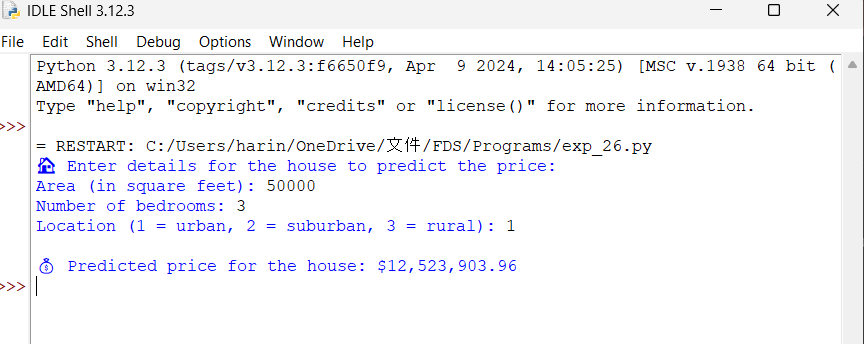 IDLE Shell 3.12.3
File Edit Shell Debug Options Window Help
Python 3.12.3 (tags/v3.12.3:f6650f9, Apr  9 2024, 14:05:25) [MSC v.1938 64 bit (
AMD64)] on win32
Type "help", "copyright", "credits" or "license()" for more information.
>>>
= RESTART: C:/Users/harin/OneDrive/文件/FDS/Programs/exp_26.py
🏠 Enter details for the house to predict the price:
Area (in square feet): 50000
Number of bedrooms: 3
Location (1 = urban, 2 = suburban, 3 = rural): 1
💰 Predicted price for the house: $12,523,903.96
>>>